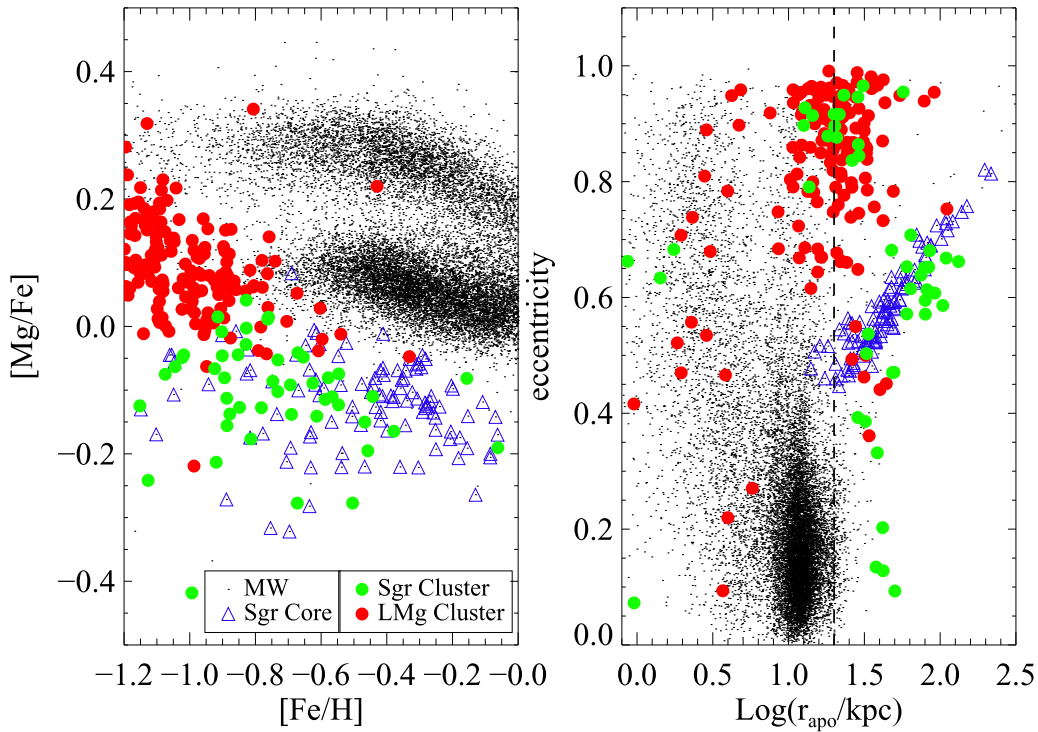 0.4
0.2
0.0
−0.2
−0.4
[Mg/Fe]
−1.2 −1.0 −0.8 −0.6 −0.4 −0.2 −0.0
[Fe/H]
MW
Sgr Core
Sgr Cluster
LMg Cluster
1.0
0.8
0.6
0.4
0.2
0.0
eccentricity
0.0 0.5 1.0 1.5 2.0 2.5
Log(r_apo/kpc)